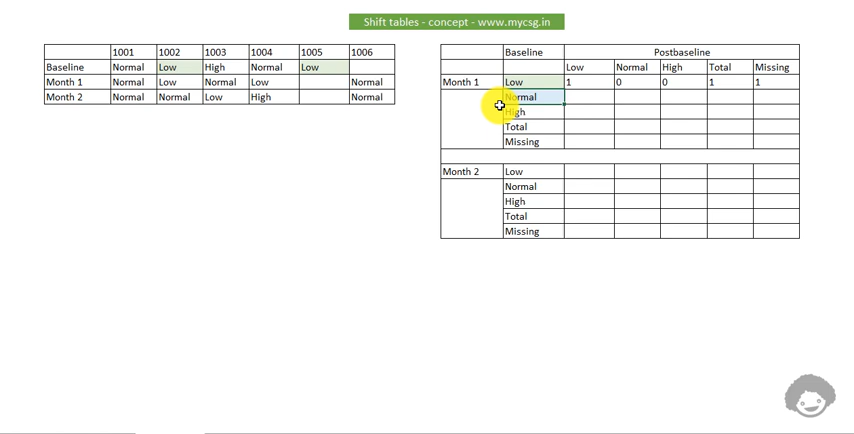 Shift tables - concept - www.mycsg.in
1001 1002 1003 1004 1005 1006
Baseline Normal Low High Normal Low
Month 1 Normal Low Normal Low Normal
Month 2 Normal Normal Low High Normal
Baseline Postbaseline
Low Normal High Total Missing
Month 1 Low 1 0 0 1 1
Normal
High
Total
Missing
Month 2 Low
Normal
High
Total
Missing